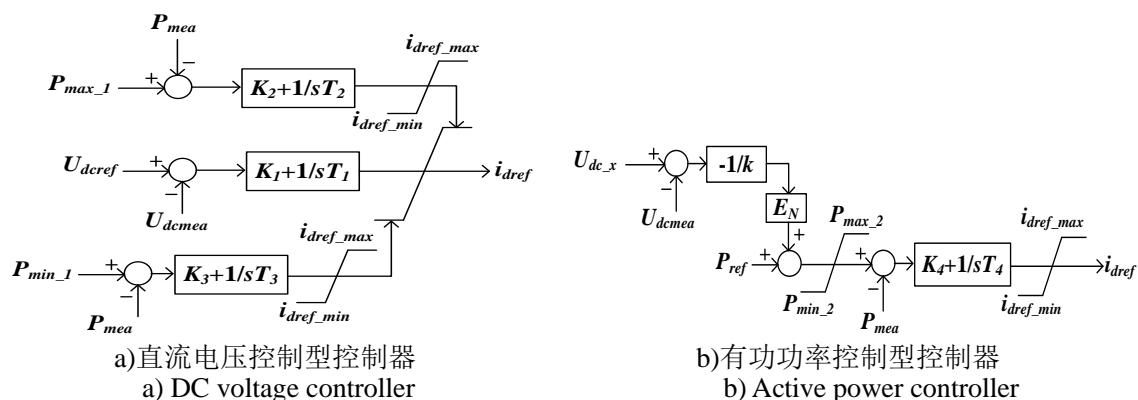 P_mea
i_dref_max
P_max_1
+
−
K_2+1/sT_2
i_dref_min
U_dcref
+
−
K_1+1/sT_1
i_dref
U_dcmea
i_dref_max
P_min_1
+
−
K_3+1/sT_3
i_dref_min
P_mea
U_dc_x
+
−
-1/k
U_dcmea
E_N
P_max_2
i_dref_max
+
P_ref
+
+
−
K_4+1/sT_4
i_dref
P_min_2
P_mea
i_dref_min
a)直流电压控制型控制器
a) DC voltage controller
b)有功功率控制型控制器
b) Active power controller